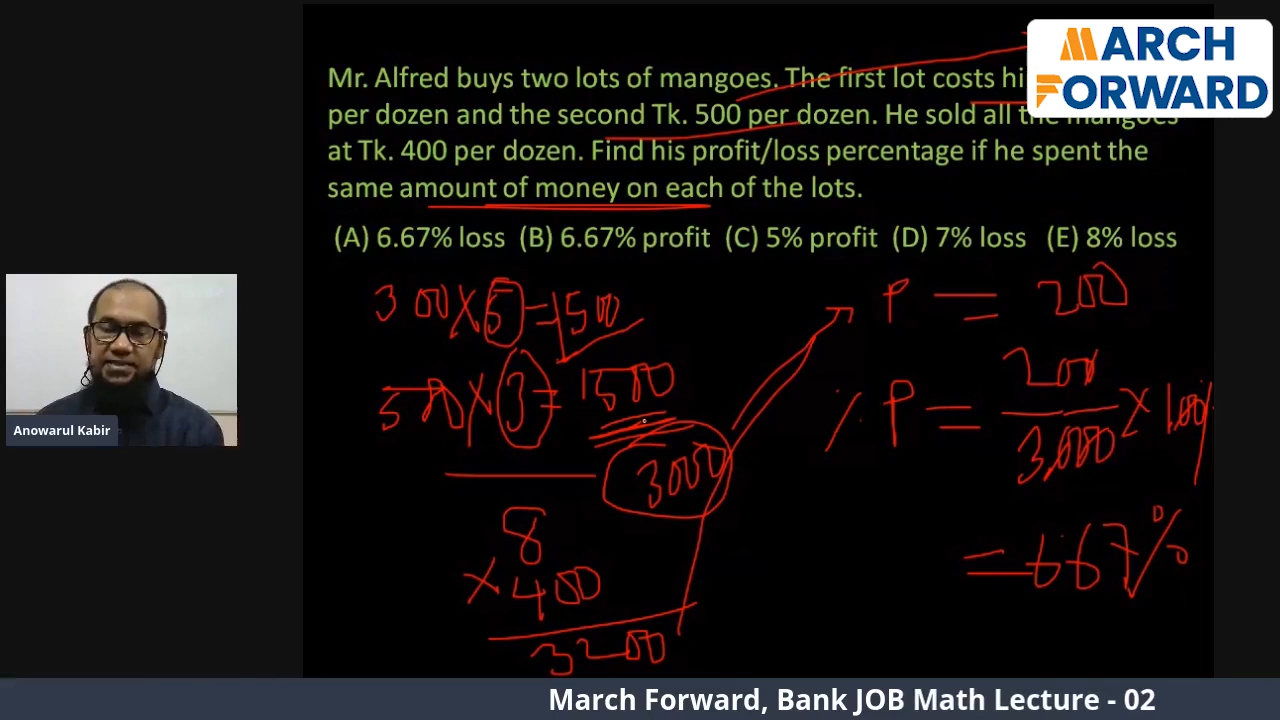 MARCH
FORWARD
Mr. Alfred buys two lots of mangoes. The first lot costs hi
per dozen and the second Tk. 500 per dozen. He sold all the mangoes
at Tk. 400 per dozen. Find his profit/loss percentage if he spent the
same amount of money on each of the lots.
(A) 6.67% loss (B) 6.67% profit (C) 5% profit (D) 7% loss (E) 8% loss
300 × 5 = 1500
500 × 3 = 1500
3000
8
× 400
3200
P = 200
% P = 200/3000 × 100%
= 667%
Anowarul Kabir
March Forward, Bank JOB Math Lecture - 02